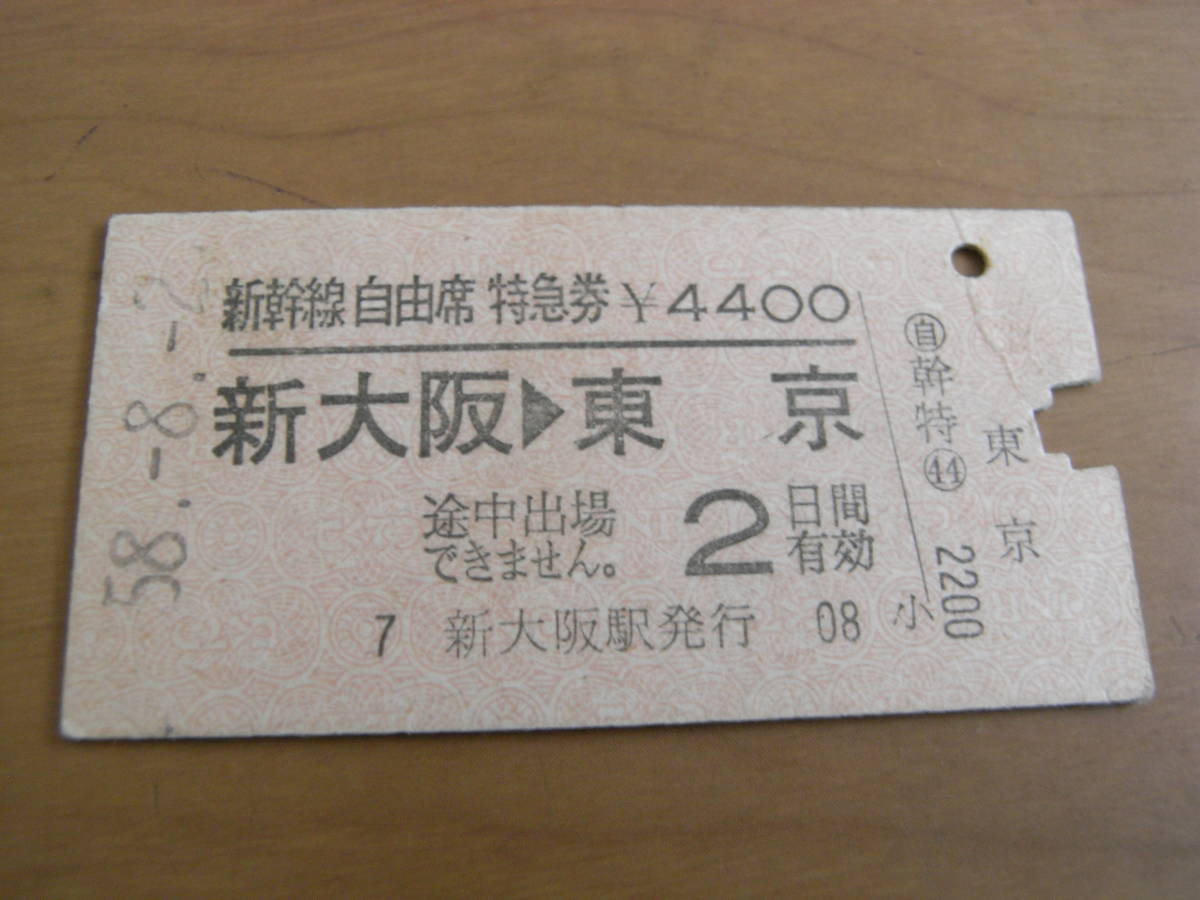 58.-8.-2
新幹線 自由席 特急券 ¥4400
新大阪▶東京
途中出場
できません。
2日間
有効
7 新大阪駅発行 08 小
㊀幹特㊹
東京
2200